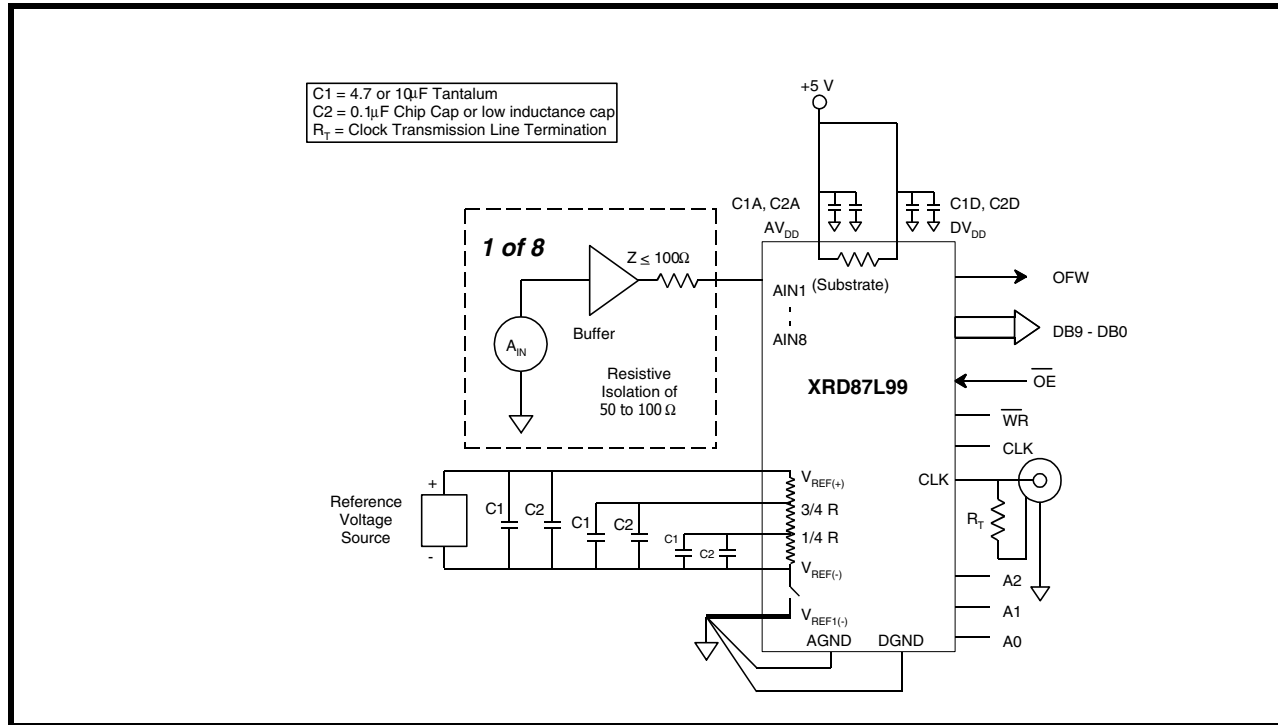 C1 = 4.7 or 10μF Tantalum
C2 = 0.1μF Chip Cap or low inductance cap
R_T = Clock Transmission Line Termination
+5 V
C1A, C2A
C1D, C2D
AV_DD
DV_DD
1 of 8
Z ≤ 100Ω
(Substrate)
Buffer
A_IN
Resistive
Isolation of
50 to 100 Ω
AIN1
AIN8
XRD87L99
OFW
DB9 - DB0
O̅E̅
W̅R̅
CLK
CLK
R_T
A2
A1
A0
Reference
Voltage
Source
+
-
C1
C2
C1
C2
C1
C2
V_REF(+)
3/4 R
1/4 R
V_REF(-)
V_REF1(-)
AGND
DGND